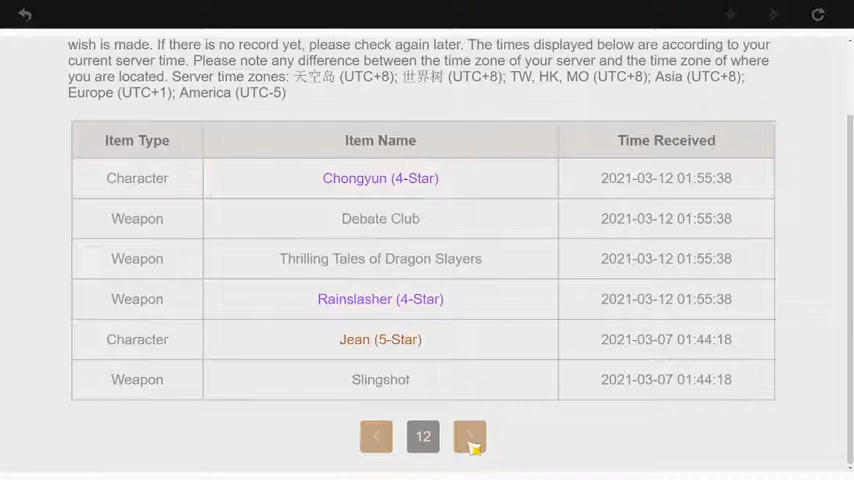 wish is made. If there is no record yet, please check again later. The times displayed below are according to your
current server time. Please note any difference between the time zone of your server and the time zone of where
you are located. Server time zones: 天空岛 (UTC+8); 世界树 (UTC+8); TW, HK, MO (UTC+8); Asia (UTC+8);
Europe (UTC+1); America (UTC-5)
Item Type Item Name Time Received
Character Chongyun (4-Star) 2021-03-12 01:55:38
Weapon Debate Club 2021-03-12 01:55:38
Weapon Thrilling Tales of Dragon Slayers 2021-03-12 01:55:38
Weapon Rainslasher (4-Star) 2021-03-12 01:55:38
Character Jean (5-Star) 2021-03-07 01:44:18
Weapon Slingshot 2021-03-07 01:44:18
12